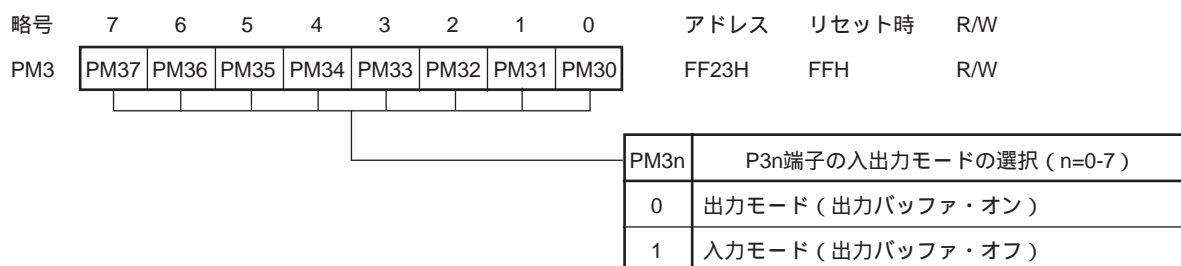 略号 7 6 5 4 3 2 1 0 アドレス リセット時 R/W
PM3 PM37 PM36 PM35 PM34 PM33 PM32 PM31 PM30 FF23H FFH R/W
PM3n P3n端子の入出力モードの選択（n=0-7）
0 出力モード（出力バッファ・オン）
1 入力モード（出力バッファ・オフ）